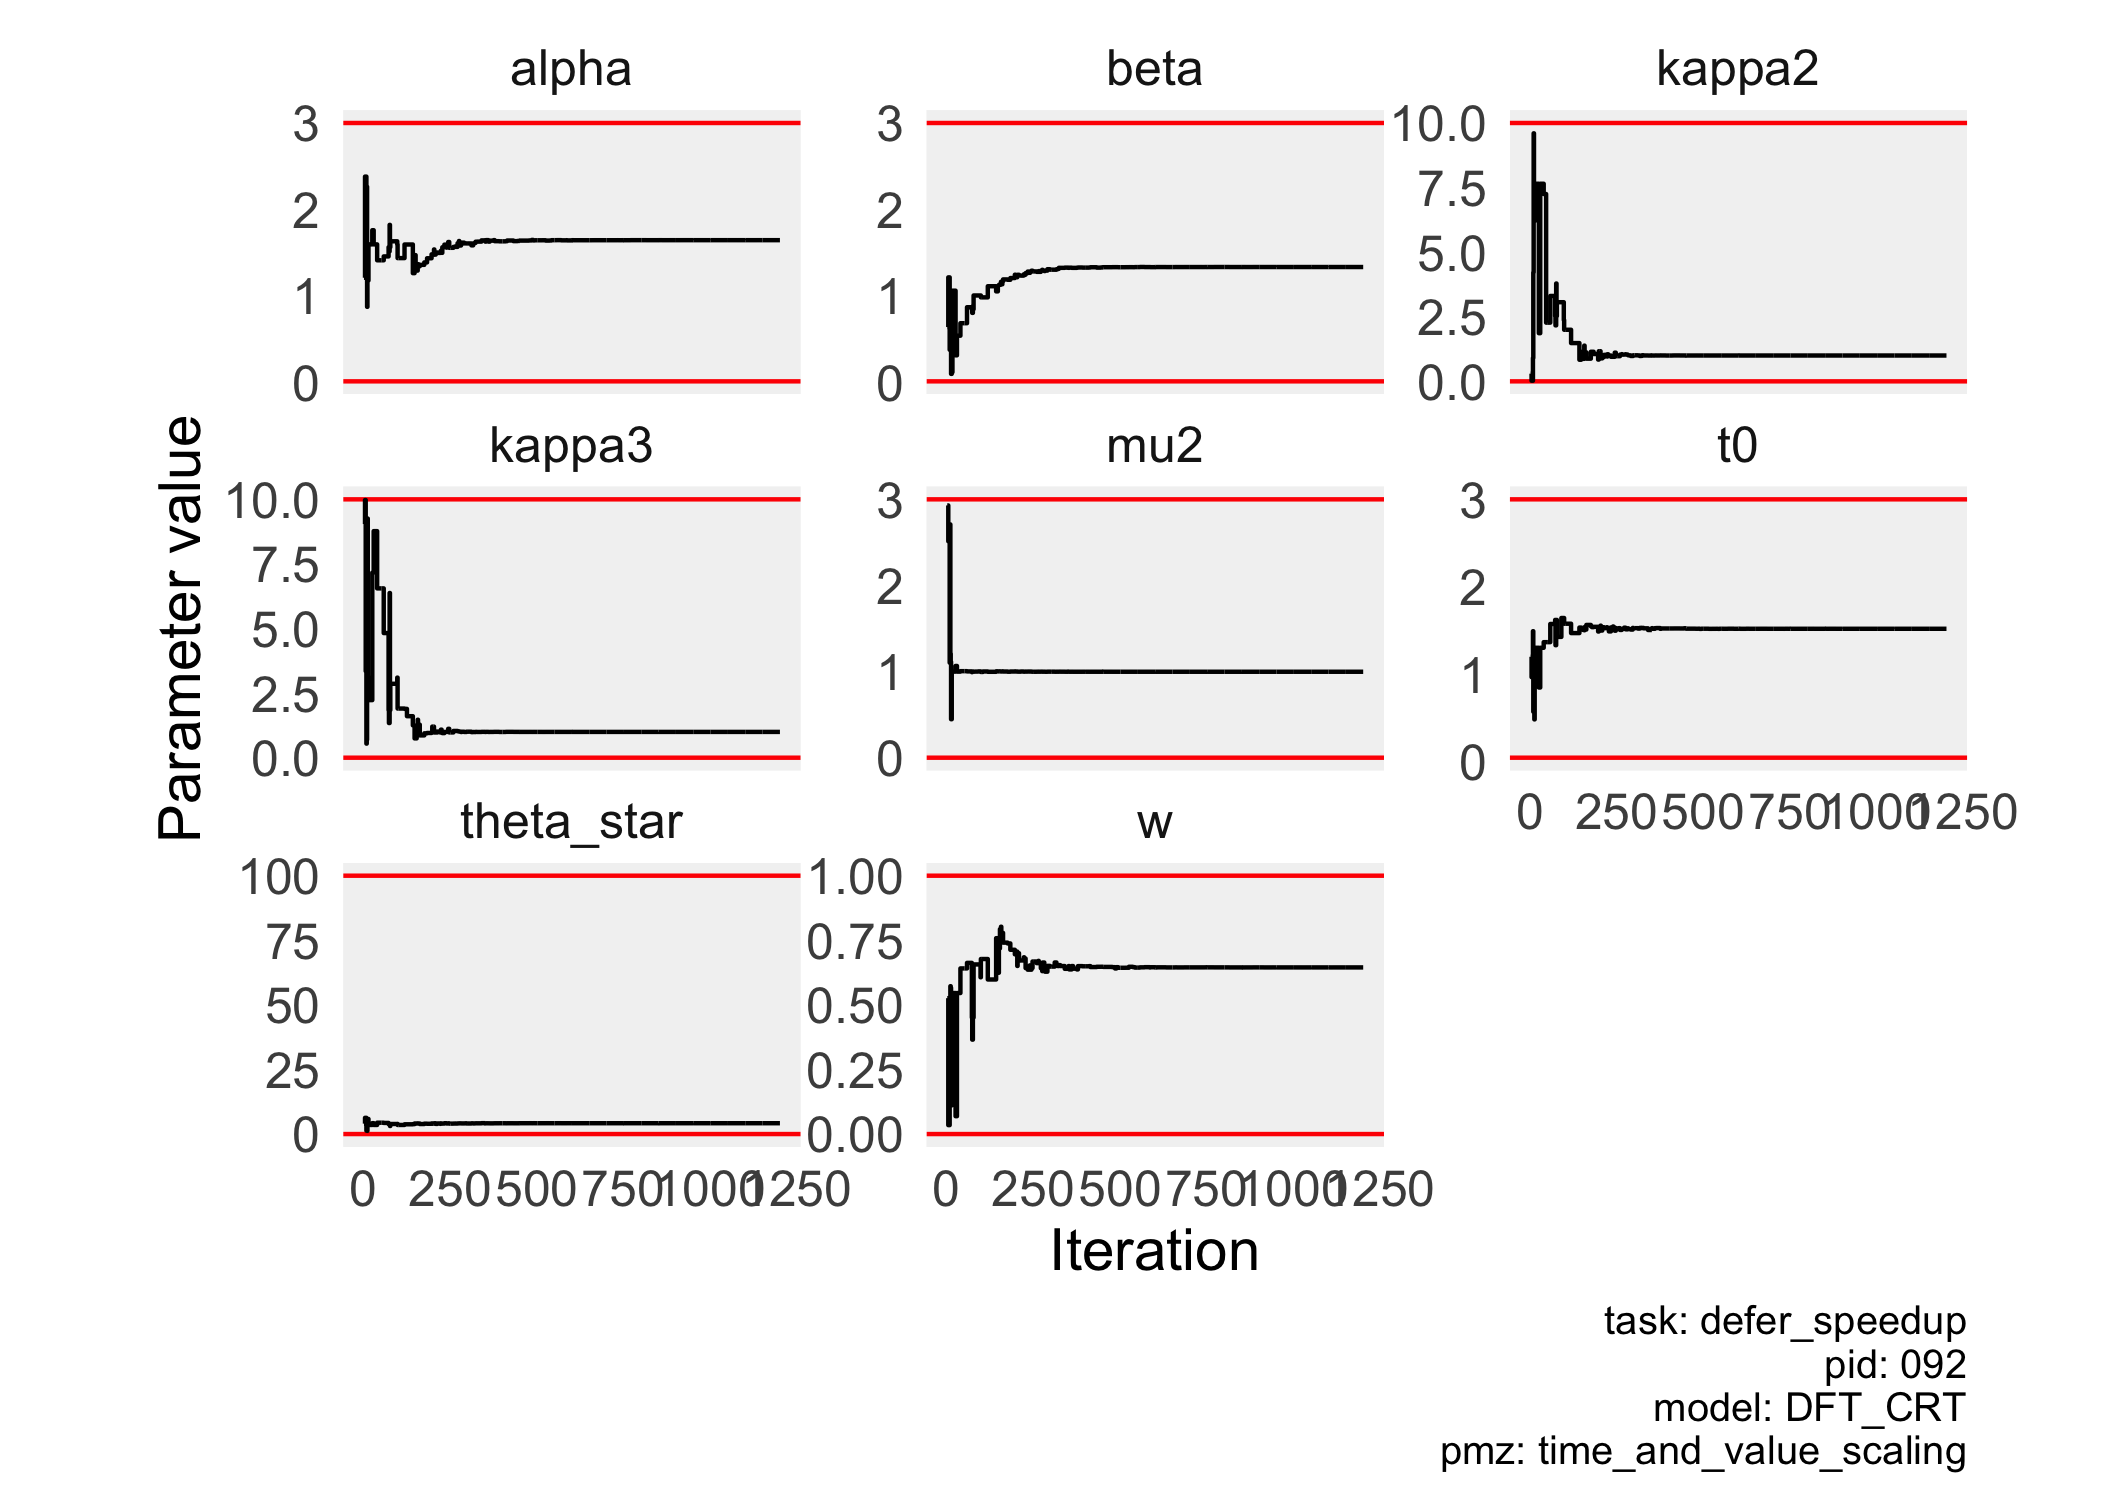 alpha beta kappa2
3 3 10.0
2 2 7.5
5.0
1 1 2.5
0 0 0.0
kappa3 mu2 t0
10.0 3 3
7.5 2 2
5.0
2.5 1 1
0.0 0 0
0 250 500 750 1000 1250
theta_star w
100 1.00
75 0.75
50 0.50
25 0.25
0 0.00
0 250 500 750 1000 1250 0 250 500 750 1000 1250
Parameter value
Iteration
task: defer_speedup
pid: 092
model: DFT_CRT
pmz: time_and_value_scaling